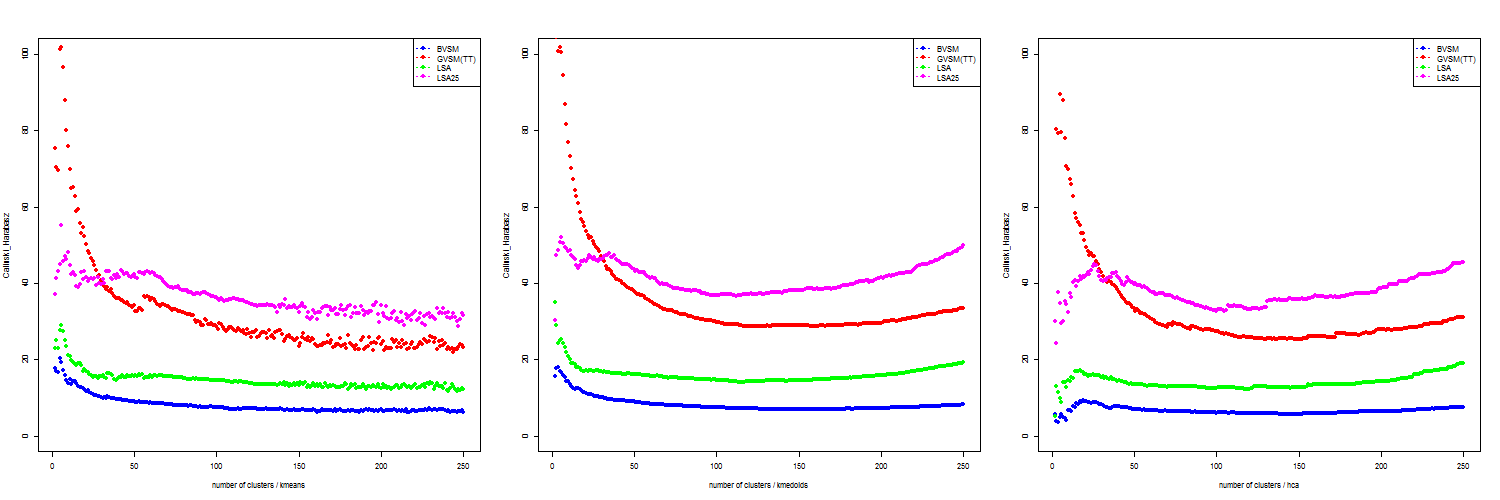 BVSM
GVSM(TT)
LSA
LSA25
Calinski_Harabasz
0
20
40
60
80
100
0
50
100
150
200
250
number of clusters / kmeans
BVSM
GVSM(TT)
LSA
LSA25
Calinski_Harabasz
0
20
40
60
80
100
0
50
100
150
200
250
number of clusters / kmedoids
BVSM
GVSM(TT)
LSA
LSA25
Calinski_Harabasz
0
20
40
60
80
100
0
50
100
150
200
250
number of clusters / hca